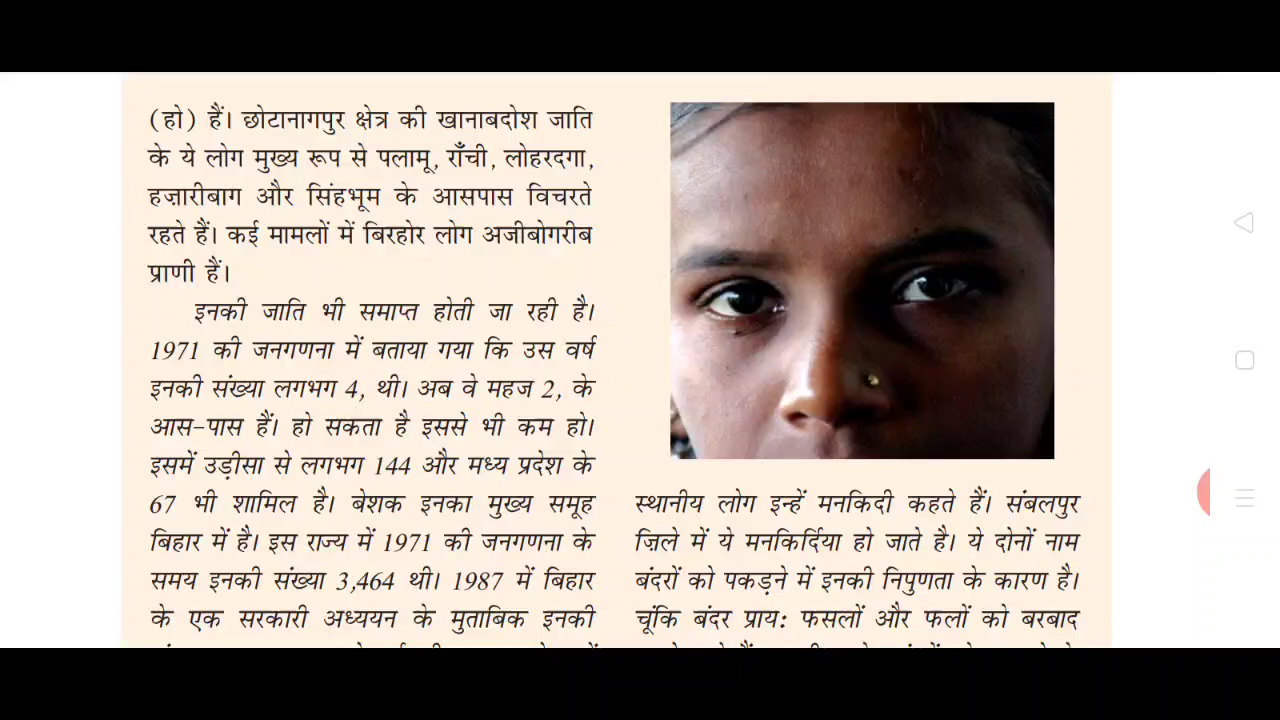 (हो) हैं। छोटानागपुर क्षेत्र की खानाबदोश जाति
के ये लोग मुख्य रूप से पलामू, राँची, लोहरदगा,
हज़ारीबाग और सिंहभूम के आसपास विचरते
रहते हैं। कई मामलों में बिरहोर लोग अजीबोगरीब
प्राणी हैं।
इनकी जाति भी समाप्त होती जा रही है।
1971 की जनगणना में बताया गया कि उस वर्ष
इनकी संख्या लगभग 4, थी। अब वे महज 2, के
आस-पास हैं। हो सकता है इससे भी कम हो।
इसमें उड़ीसा से लगभग 144 और मध्य प्रदेश के
67 भी शामिल है। बेशक इनका मुख्य समूह
बिहार में है। इस राज्य में 1971 की जनगणना के
समय इनकी संख्या 3,464 थी। 1987 में बिहार
के एक सरकारी अध्ययन के मुताबिक इनकी
स्थानीय लोग इन्हें मनकिदी कहते हैं। संबलपुर
ज़िले में ये मनकिर्दिया हो जाते है। ये दोनों नाम
बंदरों को पकड़ने में इनकी निपुणता के कारण है।
चूंकि बंदर प्राय: फसलों और फलों को बरबाद